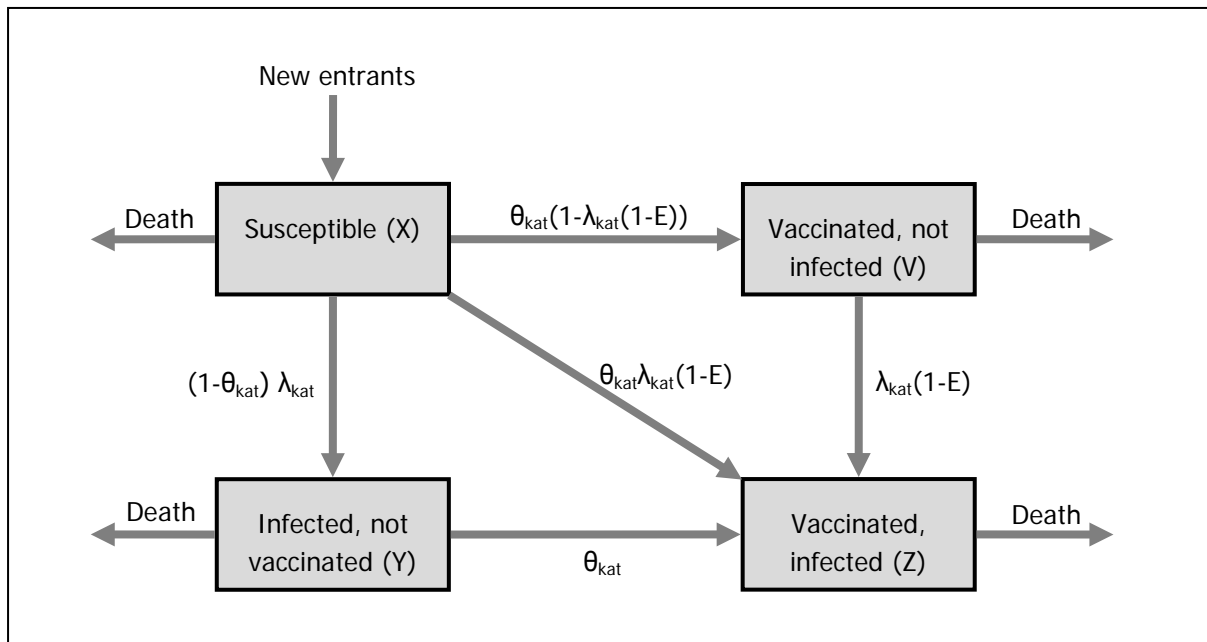 New entrants
Death
Susceptible (X)
θkat(1-λkat(1-E))
Vaccinated, not
infected (V)
Death
(1-θkat) λkat
θkatλkat(1-E)
λkat(1-E)
Death
Infected, not
vaccinated (Y)
θkat
Vaccinated,
infected (Z)
Death